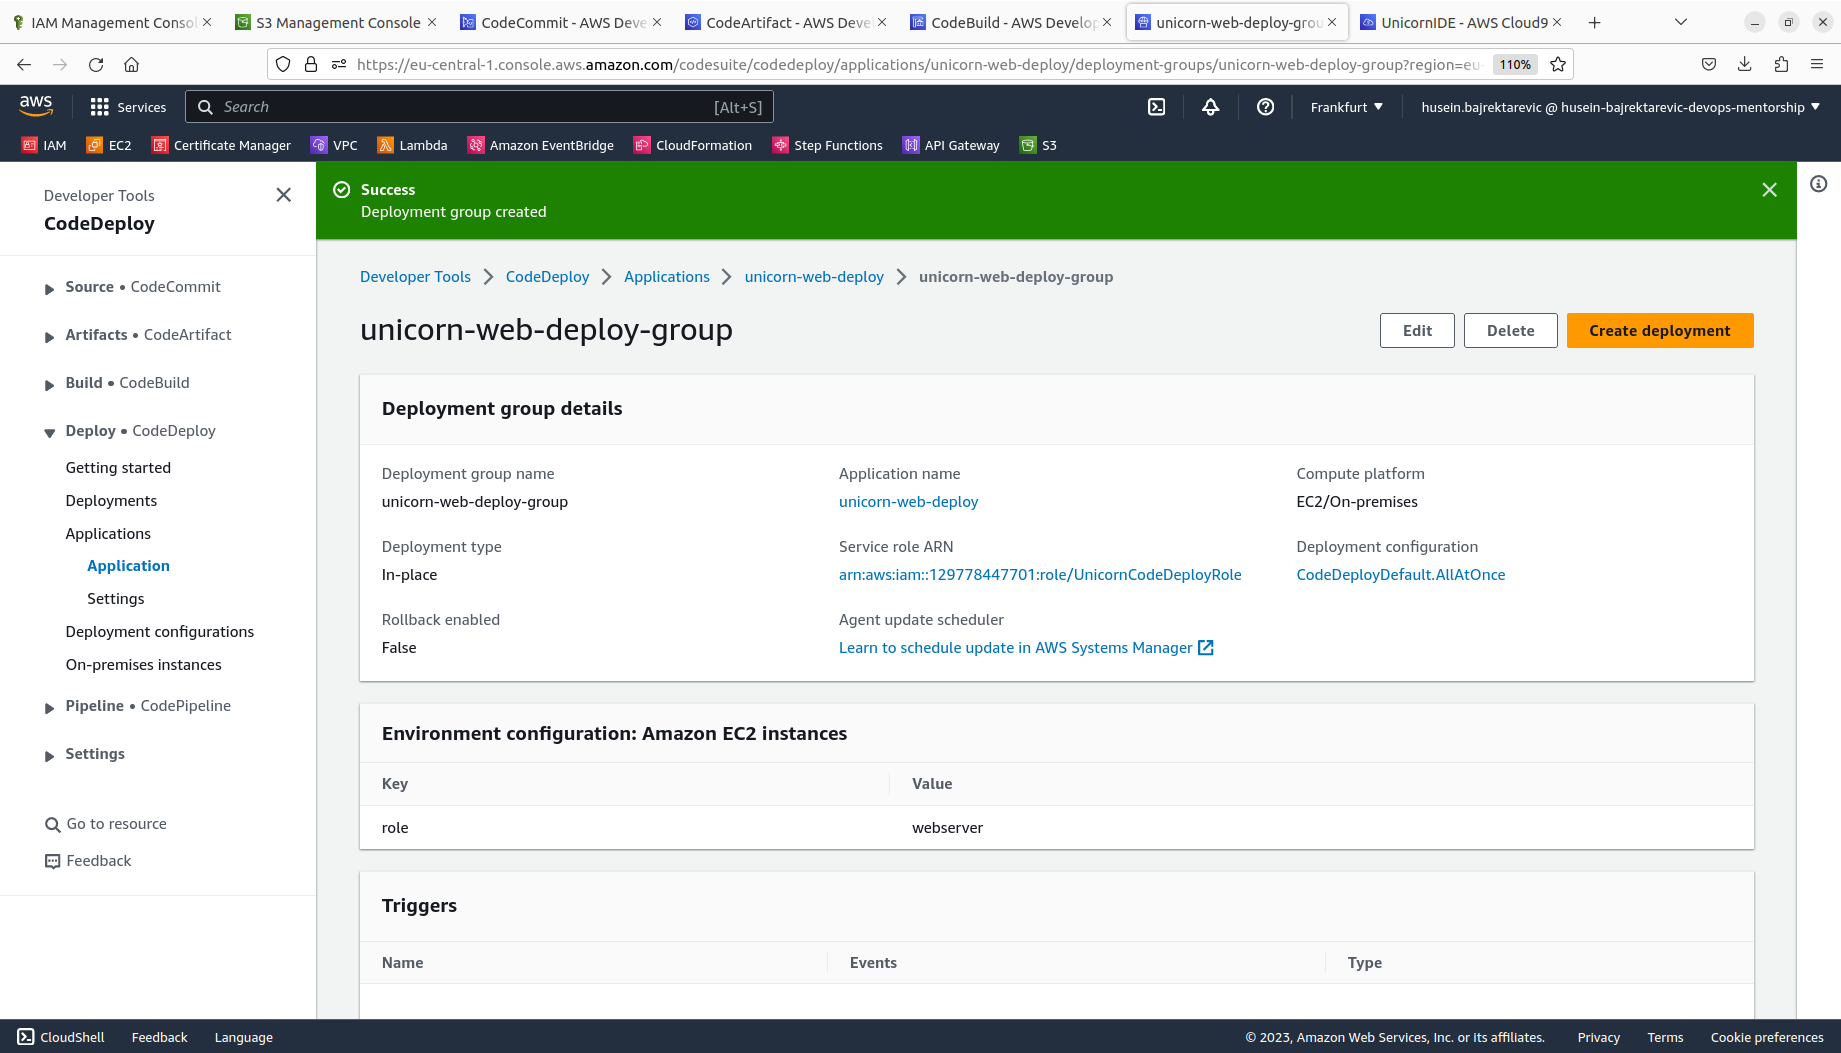 IAM Management Consol
S3 Management Console
CodeCommit - AWS Deve
CodeArtifact - AWS Deve
CodeBuild - AWS Develop
unicorn-web-deploy-grou
UnicornIDE - AWS Cloud9
https://eu-central-1.console.aws.amazon.com/codesuite/codedeploy/applications/unicorn-web-deploy/deployment-groups/unicorn-web-deploy-group?region=eu-
110%
aws
Services
Search
[Alt+S]
Frankfurt
husein.bajrektarevic @ husein-bajrektarevic-devops-mentorship
IAM
EC2
Certificate Manager
VPC
Lambda
Amazon EventBridge
CloudFormation
Step Functions
API Gateway
S3
Developer Tools
CodeDeploy
Source • CodeCommit
Artifacts • CodeArtifact
Build • CodeBuild
Deploy • CodeDeploy
Getting started
Deployments
Applications
Application
Settings
Deployment configurations
On-premises instances
Pipeline • CodePipeline
Settings
Go to resource
Feedback
Success
Deployment group created
Developer Tools
CodeDeploy
Applications
unicorn-web-deploy
unicorn-web-deploy-group
unicorn-web-deploy-group
Edit
Delete
Create deployment
Deployment group details
Deployment group name
unicorn-web-deploy-group
Application name
unicorn-web-deploy
Compute platform
EC2/On-premises
Deployment type
In-place
Service role ARN
arn:aws:iam::129778447701:role/UnicornCodeDeployRole
Deployment configuration
CodeDeployDefault.AllAtOnce
Rollback enabled
False
Agent update scheduler
Learn to schedule update in AWS Systems Manager
Environment configuration: Amazon EC2 instances
Key
Value
role
webserver
Triggers
Name
Events
Type
CloudShell
Feedback
Language
© 2023, Amazon Web Services, Inc. or its affiliates.
Privacy
Terms
Cookie preferences